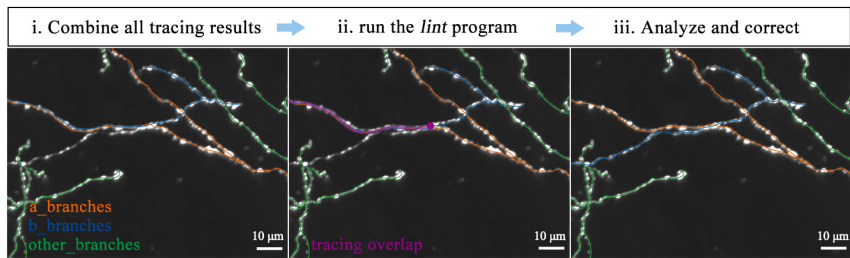 i. Combine all tracing results
ii. run the lint program
iii. Analyze and correct
a_branches
b_branches
other_branches
10 μm
tracing overlap
10 μm
10 μm